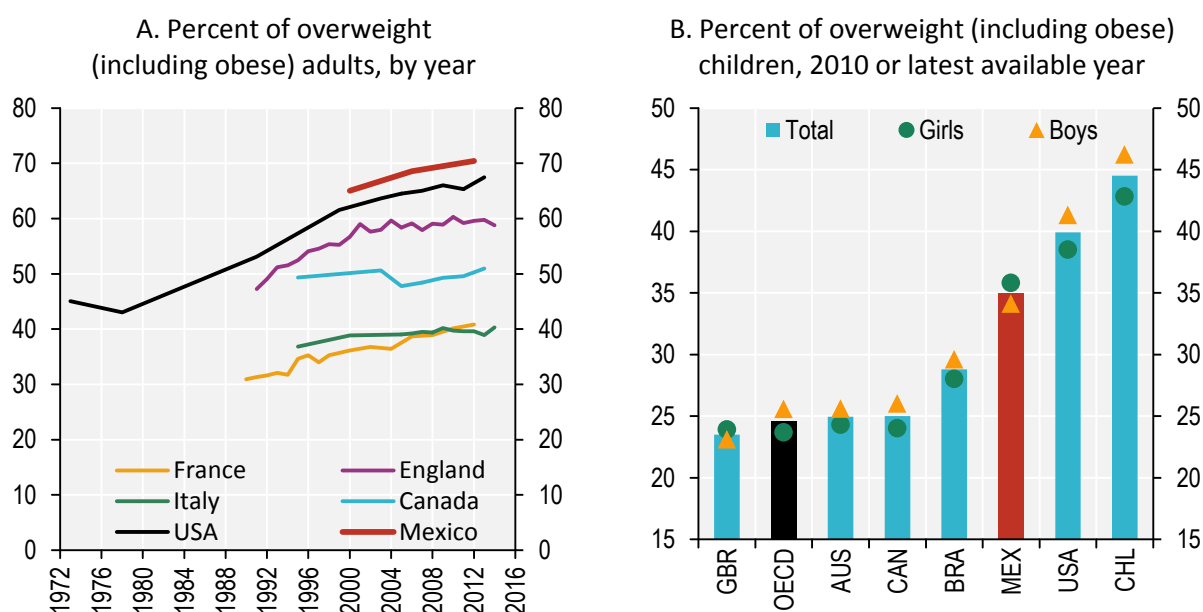 A. Percent of overweight
(including obese) adults, by year
80
70
60
50
40
30
20
10
0
80
70
60
50
40
30
20
10
0
France
England
Italy
Canada
USA
Mexico
1972
1976
1980
1984
1988
1992
1996
2000
2004
2008
2012
2016
B. Percent of overweight (including obese)
children, 2010 or latest available year
50
45
40
35
30
25
20
15
50
45
40
35
30
25
20
15
Total
Girls
Boys
GBR
OECD
AUS
CAN
BRA
MEX
USA
CHL